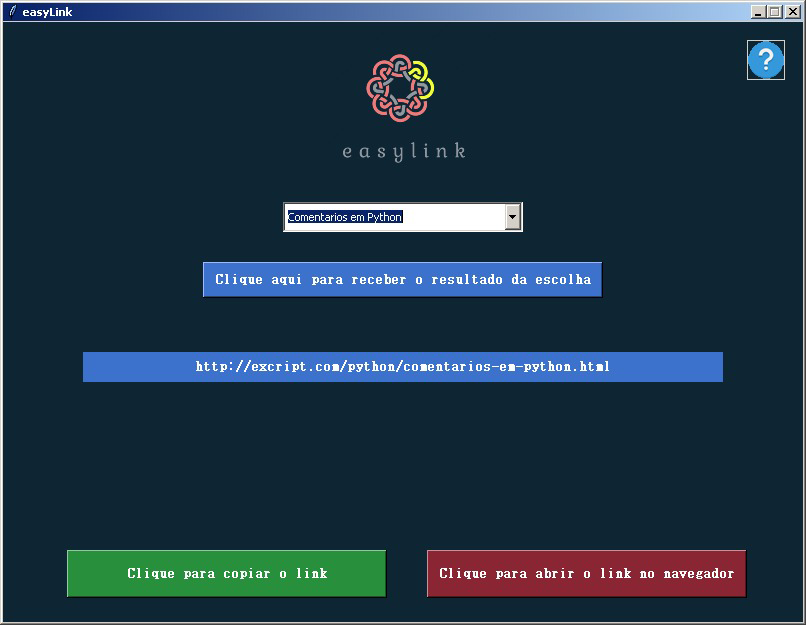 easyLink
?
easylink
Comentarios em Python
Clique aqui para receber o resultado da escolha
http://excript.com/python/comentarios-em-python.html
Clique para copiar o link
Clique para abrir o link no navegador